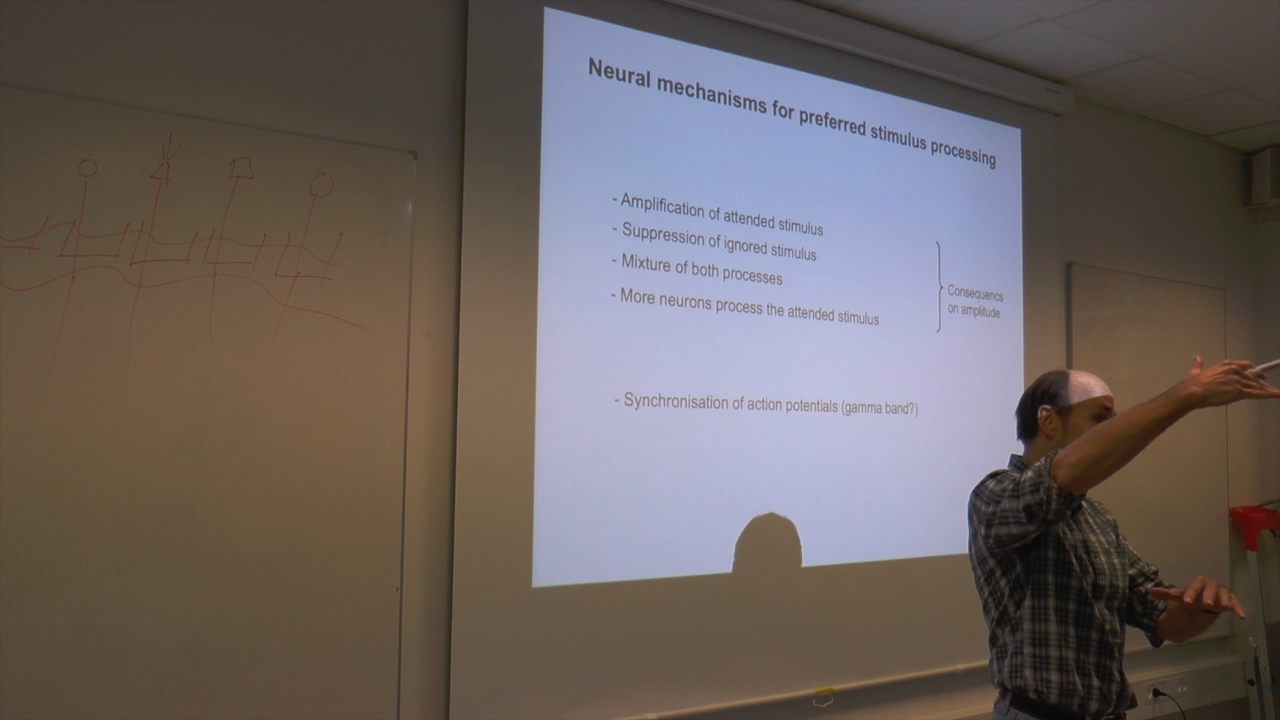 Neural mechanisms for preferred stimulus processing
- Amplification of attended stimulus
- Suppression of ignored stimulus
- Mixture of both processes
- More neurons process the attended stimulus
Consequencs
on amplitude
- Synchronisation of action potentials (gamma band?)